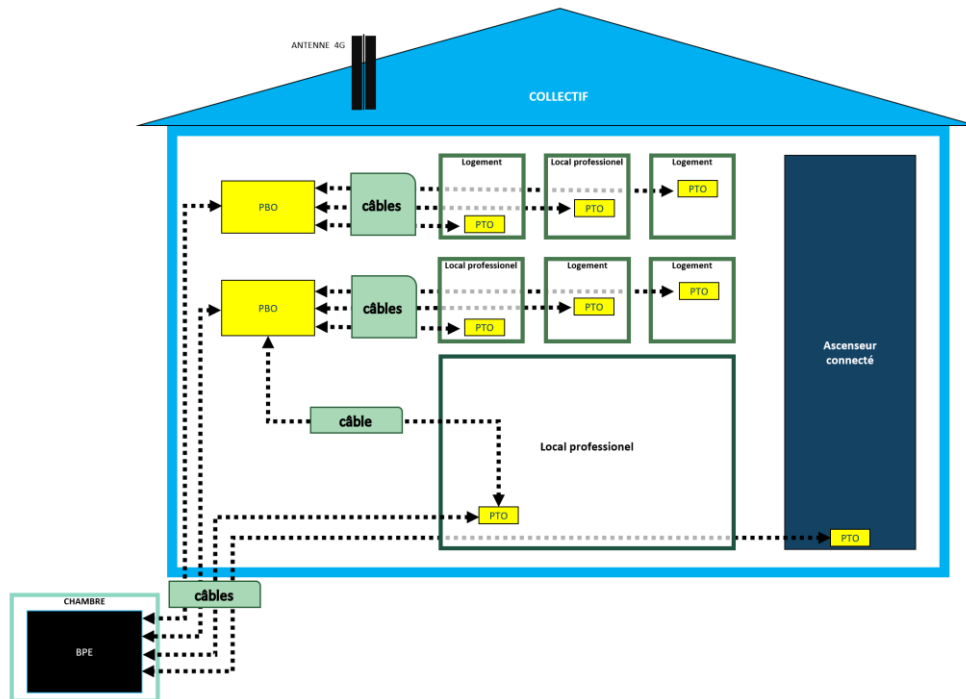 ANTENNE 4G
COLLECTIF
Logement
Local professionel
Logement
PBO
câbles
PTO
PTO
PTO
Local professionel
Logement
Logement
PBO
câbles
PTO
PTO
PTO
Ascenseur
connecté
câble
Local professionel
PTO
PTO
câbles
CHAMBRE
BPE